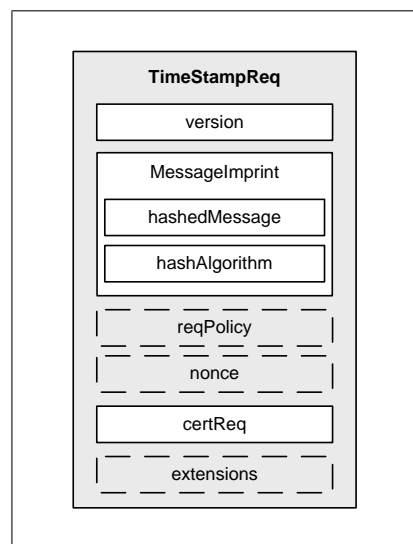 TimeStampReq
version
MessageImprint
hashedMessage
hashAlgorithm
reqPolicy
nonce
certReq
extensions